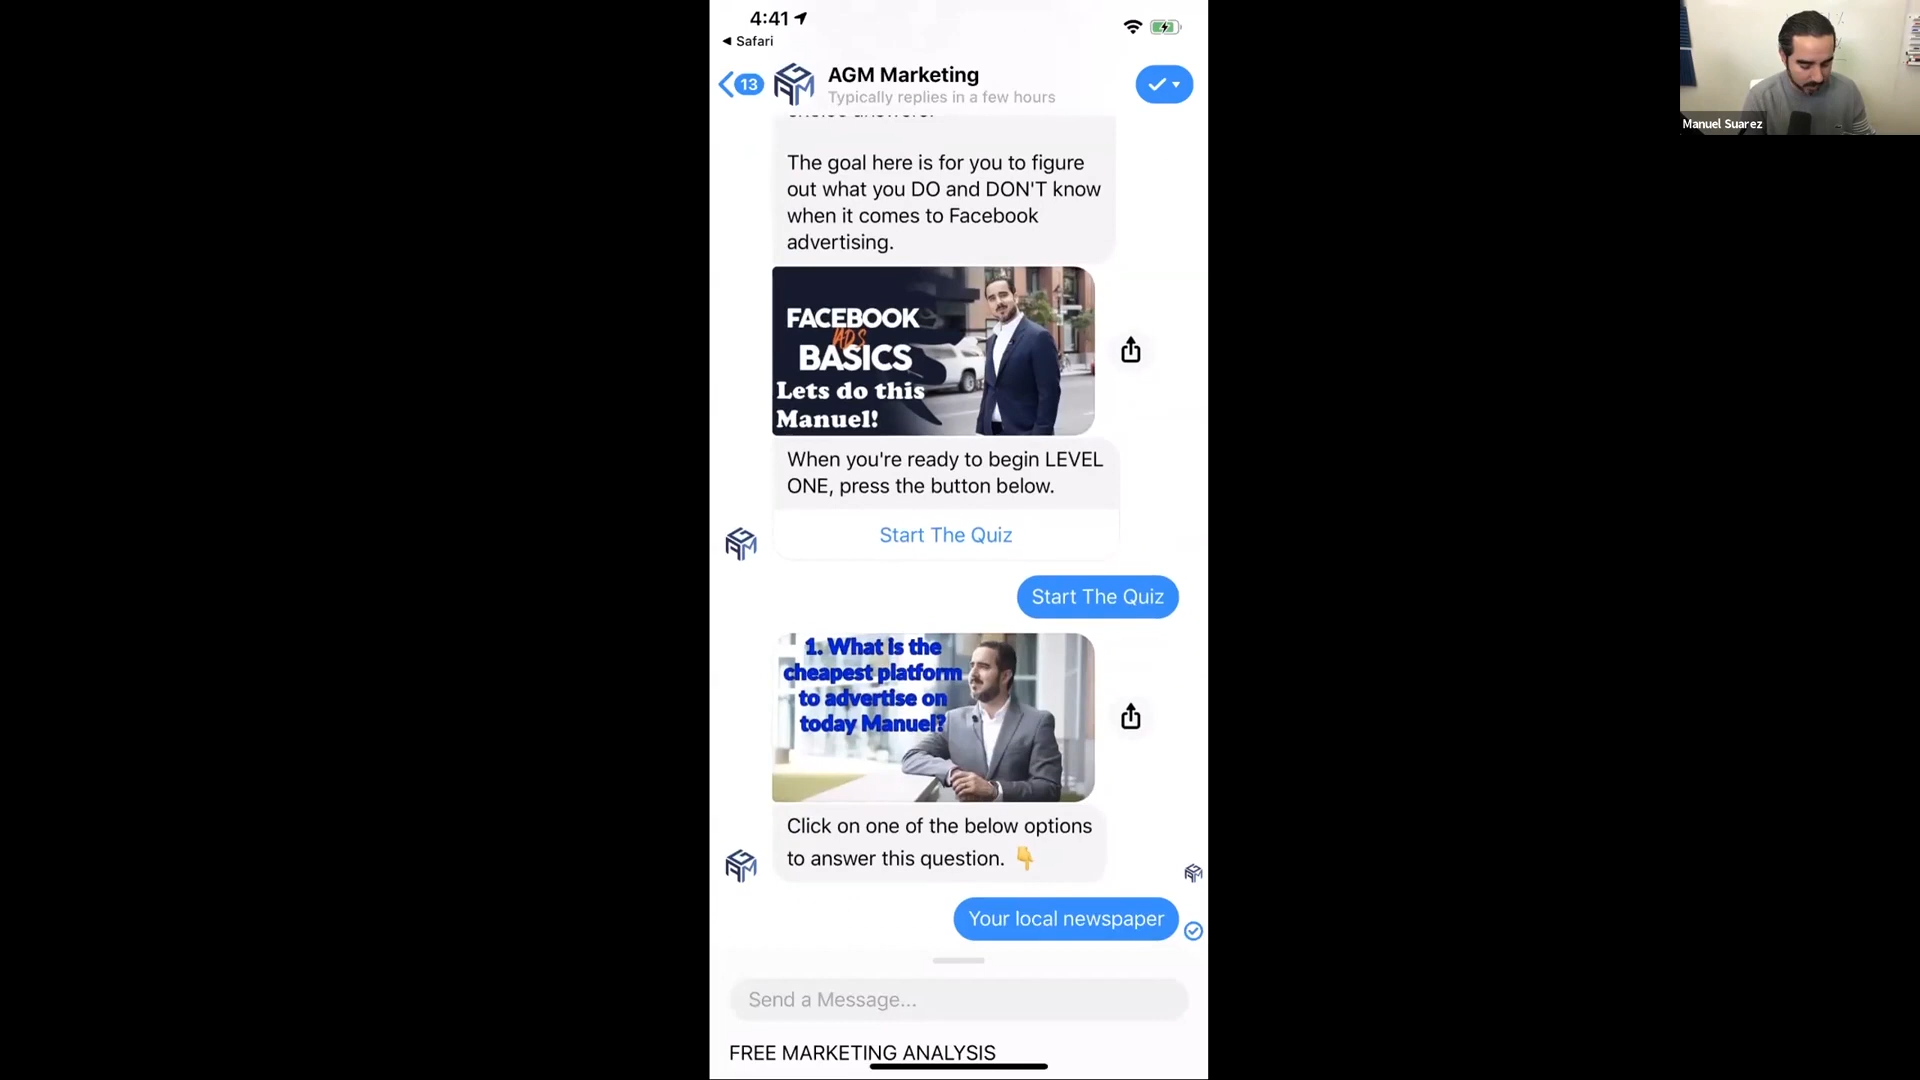 4:41
◀ Safari
13
AGM Marketing
Typically replies in a few hours
choice answers.
The goal here is for you to figure
out what you DO and DON'T know
when it comes to Facebook
advertising.
FACEBOOK
ADS
BASICS
Lets do this
Manuel!
When you're ready to begin LEVEL
ONE, press the button below.
Start The Quiz
Start The Quiz
1. What is the
cheapest platform
to advertise on
today Manuel?
Click on one of the below options
to answer this question. 👇
Your local newspaper
Send a Message...
FREE MARKETING ANALYSIS
Manuel Suarez